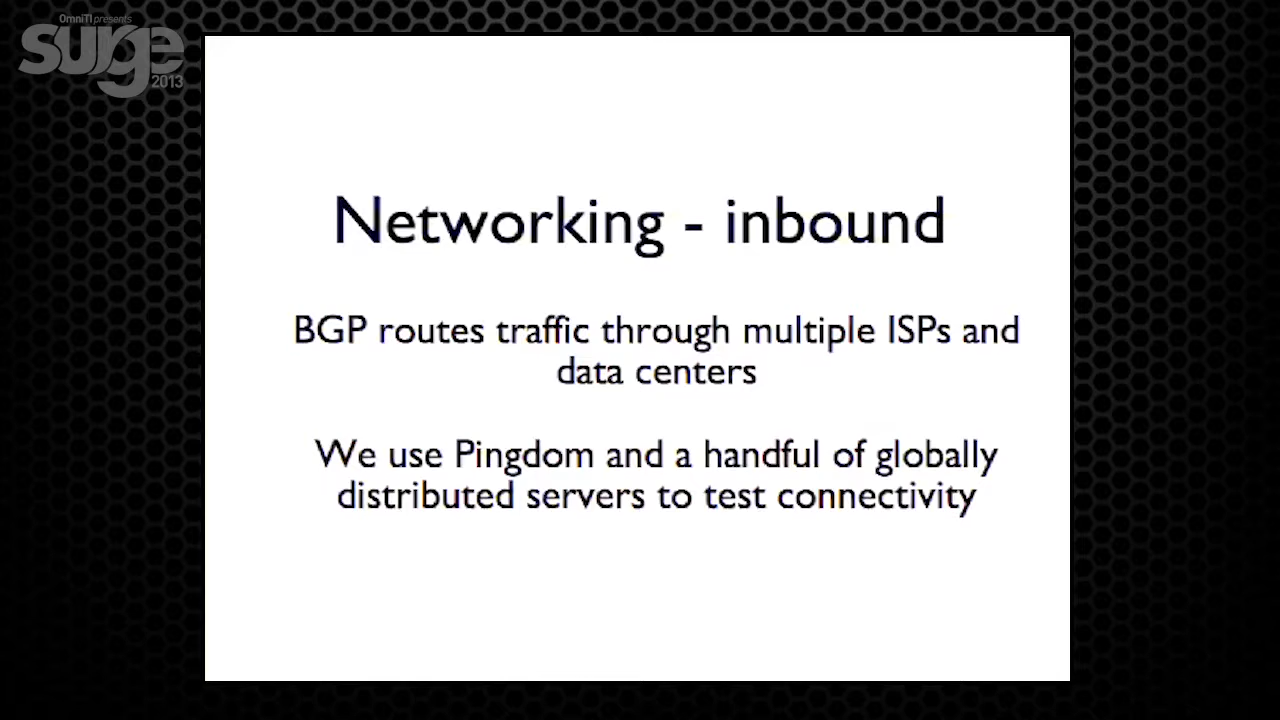 OmniTI presents
surge
2013
Networking - inbound
BGP routes traffic through multiple ISPs and
data centers
We use Pingdom and a handful of globally
distributed servers to test connectivity